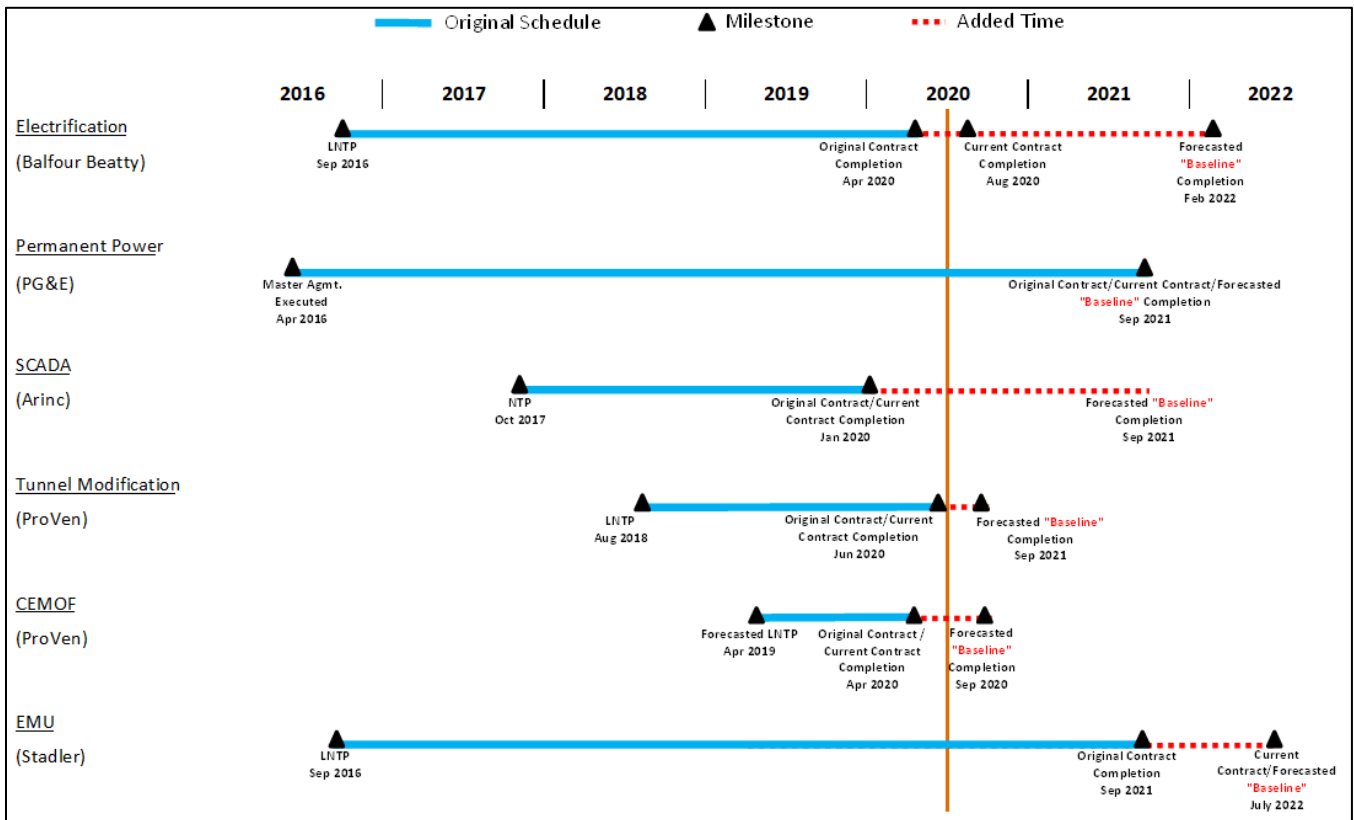 Original Schedule Milestone Added Time
2016 2017 2018 2019 2020 2021 2022
Electrification
(Balfour Beatty)
LNTP
Sep 2016
Original Contract
Completion
Apr 2020
Current Contract
Completion
Aug 2020
Forecasted
"Baseline"
Completion
Feb 2022
Permanent Power
(PG&E)
Master Agmt.
Executed
Apr 2016
Original Contract/Current Contract/Forecasted
"Baseline" Completion
Sep 2021
SCADA
(Arinc)
NTP
Oct 2017
Original Contract/Current
Contract Completion
Jan 2020
Forecasted "Baseline"
Completion
Sep 2021
Tunnel Modification
(ProVen)
LNTP
Aug 2018
Original Contract/Current
Contract Completion
Jun 2020
Forecasted "Baseline"
Completion
Sep 2021
CEMOF
(ProVen)
Forecasted LNTP
Apr 2019
Original Contract /
Current Contract
Completion
Apr 2020
Forecasted
"Baseline"
Completion
Sep 2020
EMU
(Stadler)
LNTP
Sep 2016
Original Contract
Completion
Sep 2021
Current
Contract/Forecasted
"Baseline"
July 2022